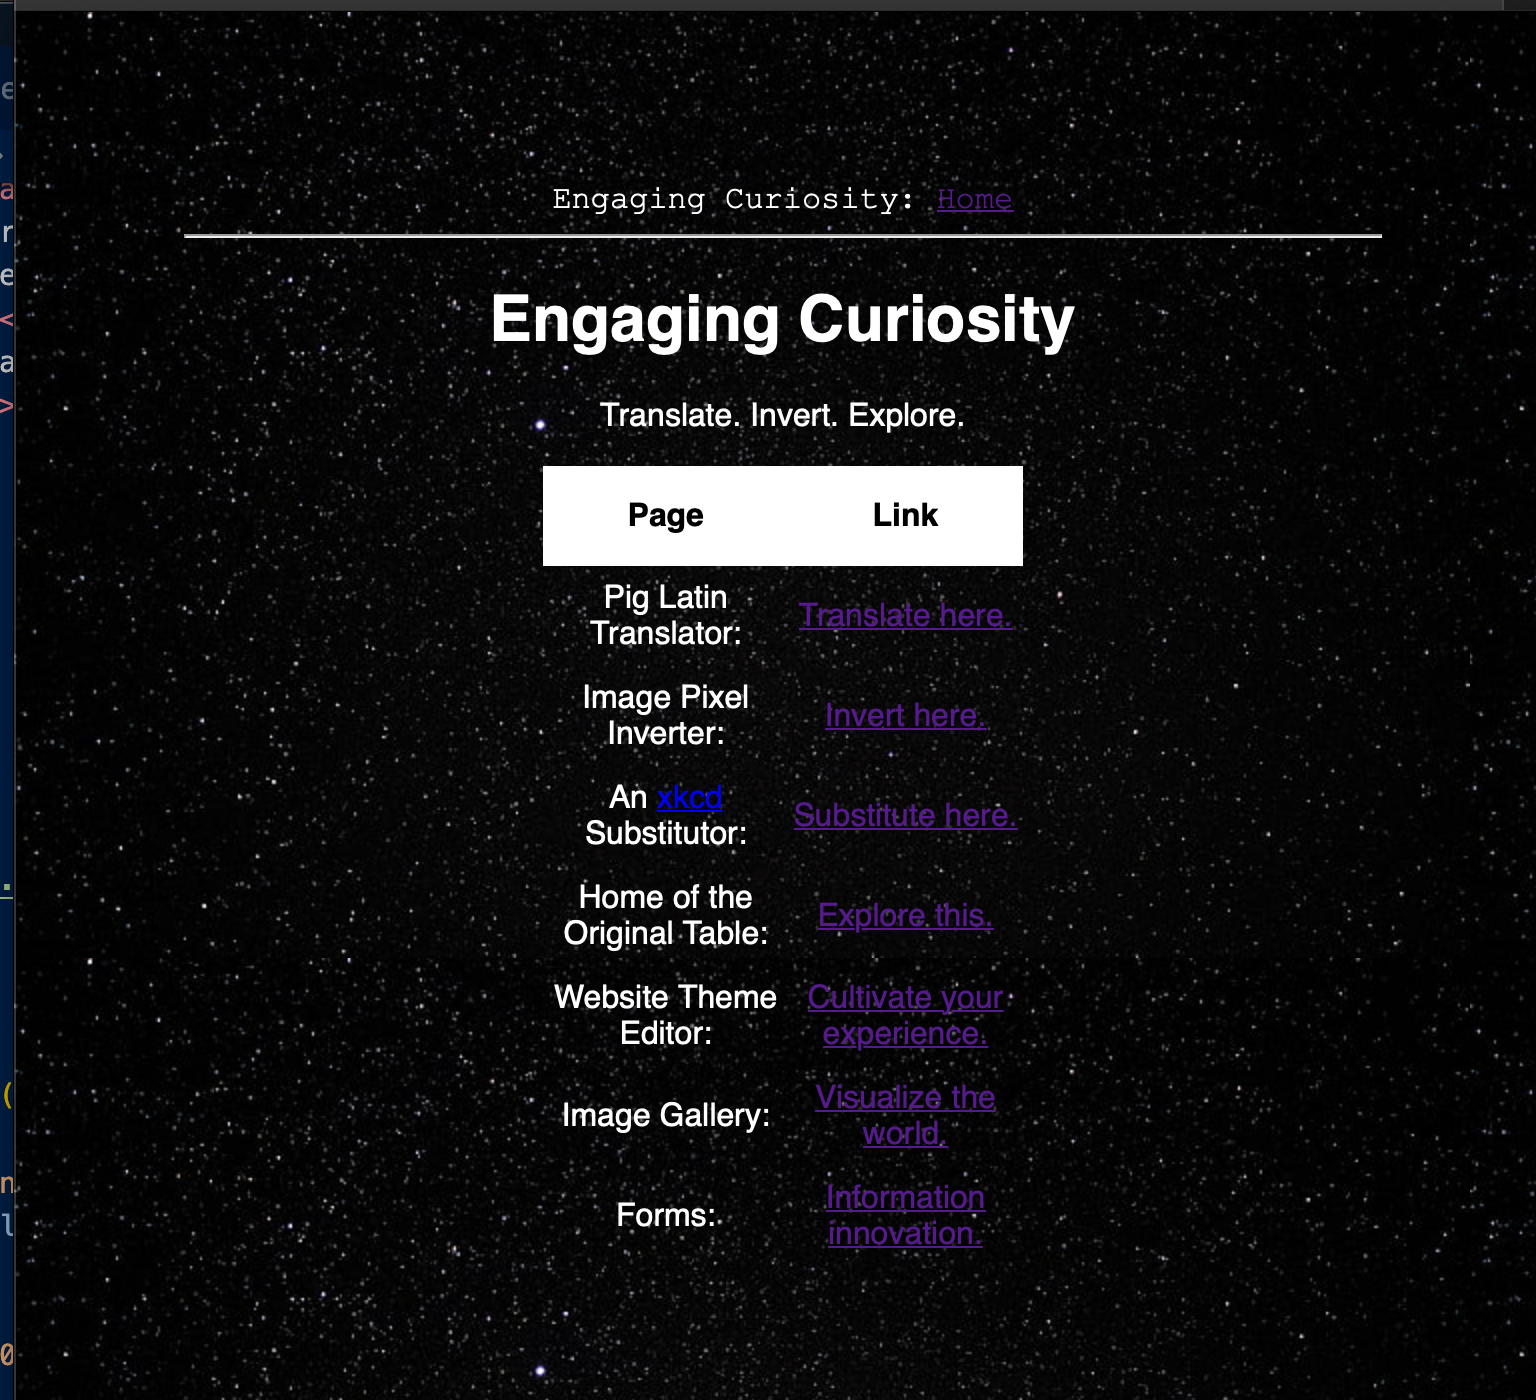 Engaging Curiosity: Home
Engaging Curiosity
Translate. Invert. Explore.
Page Link
Pig Latin
Translator:
Translate here.
Image Pixel
Inverter:
Invert here.
An xkcd
Substitutor:
Substitute here.
Home of the
Original Table:
Explore this.
Website Theme
Editor:
Cultivate your
experience.
Image Gallery:
Visualize the
world.
Forms:
Information
innovation.